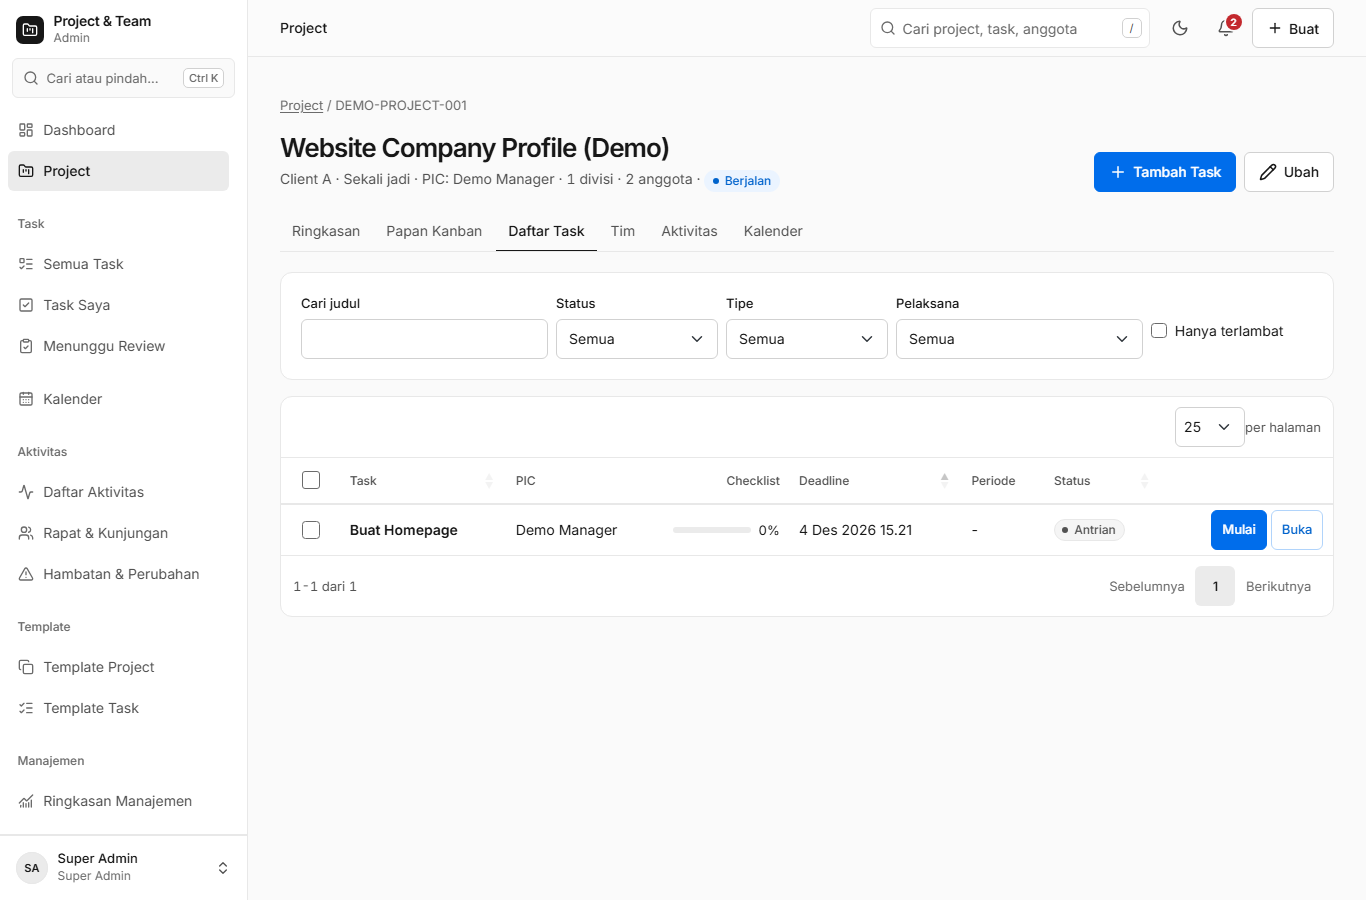 Project & Team
Admin
Cari atau pindah...
Ctrl K
Dashboard
Project
Task
Semua Task
Task Saya
Menunggu Review
Kalender
Aktivitas
Daftar Aktivitas
Rapat & Kunjungan
Hambatan & Perubahan
Template
Template Project
Template Task
Manajemen
Ringkasan Manajemen
SA
Super Admin
Super Admin
Project
Cari project, task, anggota
/
2
Buat
Project / DEMO-PROJECT-001
Website Company Profile (Demo)
Client A · Sekali jadi · PIC: Demo Manager · 1 divisi · 2 anggota · Berjalan
Tambah Task
Ubah
Ringkasan
Papan Kanban
Daftar Task
Tim
Aktivitas
Kalender
Cari judul
Status
Tipe
Pelaksana
Semua
Semua
Semua
Hanya terlambat
25
per halaman
Task
PIC
Checklist
Deadline
Periode
Status
Buat Homepage
Demo Manager
0%
4 Des 2026 15.21
-
Antrian
Mulai
Buka
1-1 dari 1
Sebelumnya
1
Berikutnya